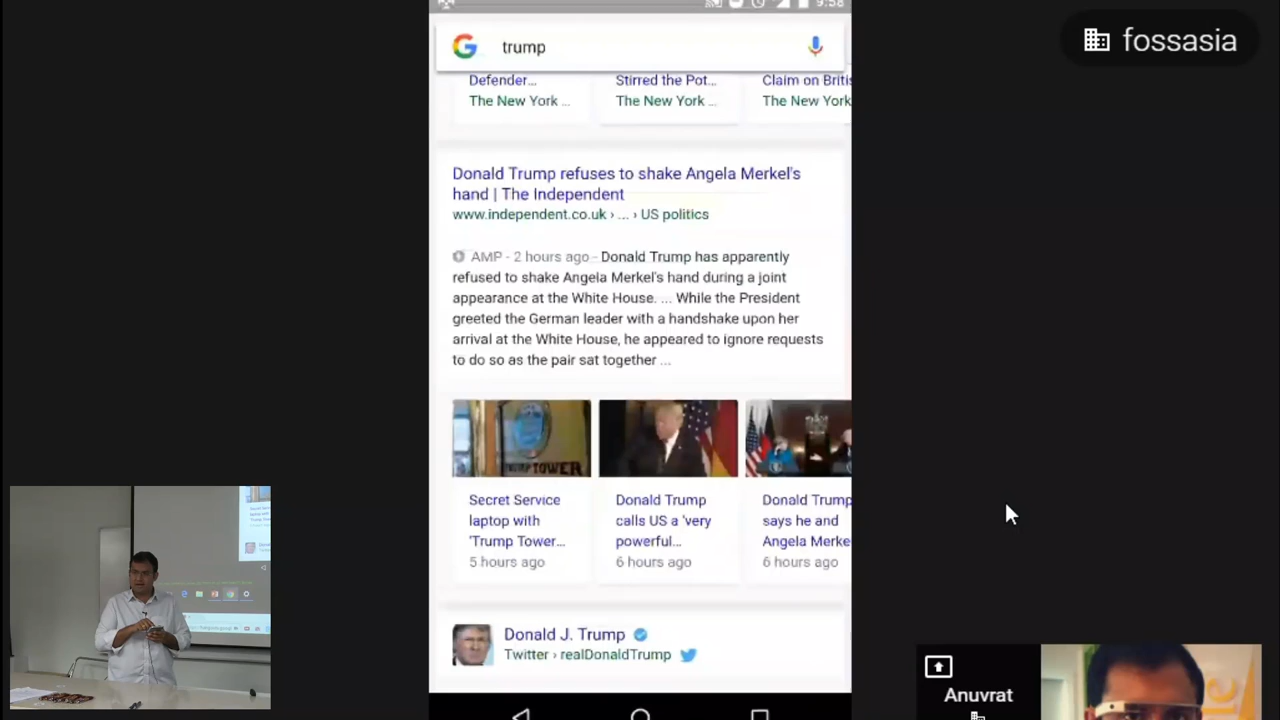 9:58
fossasia
trump
Defender...
The New York ...
Stirred the Pot...
The New York ...
Claim on Britis
The New York
Donald Trump refuses to shake Angela Merkel's
hand | The Independent
www.independent.co.uk › ... › US politics
AMP - 2 hours ago - Donald Trump has apparently
refused to shake Angela Merkel's hand during a joint
appearance at the White House. ... While the President
greeted the German leader with a handshake upon her
arrival at the White House, he appeared to ignore requests
to do so as the pair sat together ...
TRUMP TOWER
Secret Service
laptop with
'Trump Tower...
5 hours ago
Donald Trump
calls US a 'very
powerful...
6 hours ago
Donald Trump
says he and
Angela Merke
6 hours ago
Donald J. Trump
Twitter › realDonaldTrump
Anuvrat